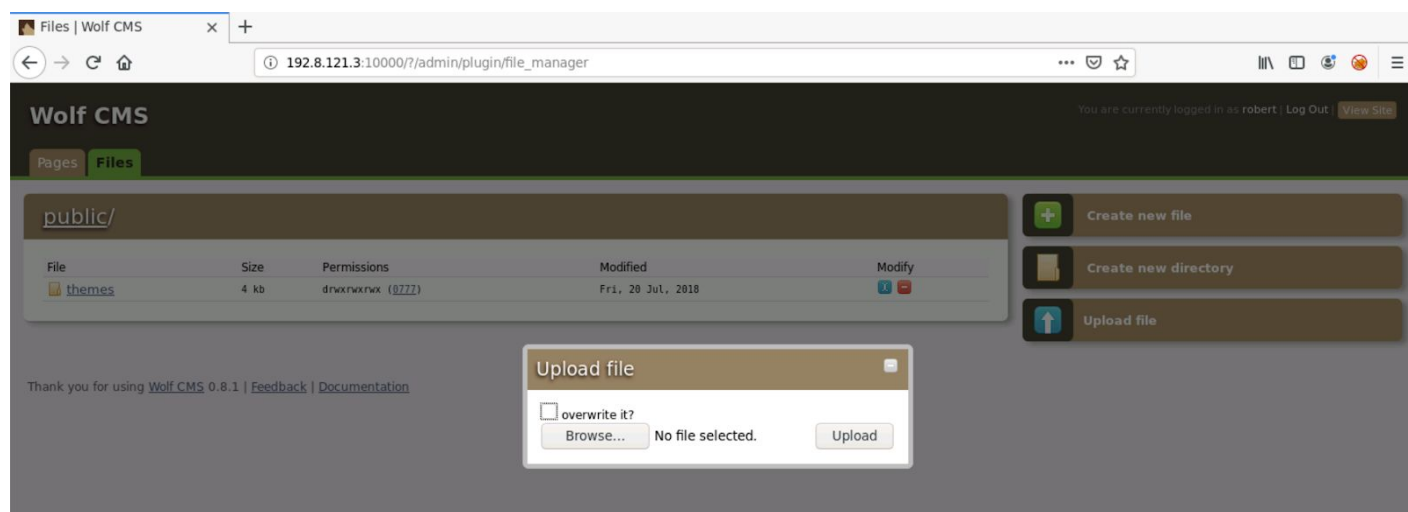 Files | Wolf CMS
192.8.121.3:10000/?/admin/plugin/file_manager
Wolf CMS
You are currently logged in as robert | Log Out | View Site
Pages Files
public/
File Size Permissions Modified Modify
themes 4 kb drwxrwxrwx (0777) Fri, 20 Jul, 2018
Create new file
Create new directory
Upload file
Upload file
overwrite it?
Browse... No file selected. Upload
Thank you for using Wolf CMS 0.8.1 | Feedback | Documentation